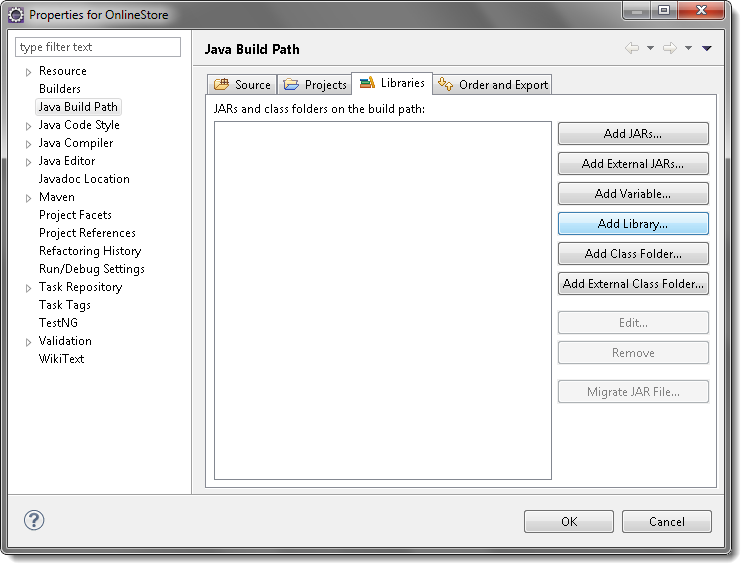 Properties for OnlineStore
type filter text
Resource
Builders
Java Build Path
Java Code Style
Java Compiler
Java Editor
Javadoc Location
Maven
Project Facets
Project References
Refactoring History
Run/Debug Settings
Task Repository
Task Tags
TestNG
Validation
WikiText
Java Build Path
Source Projects Libraries Order and Export
JARs and class folders on the build path:
Add JARs...
Add External JARs...
Add Variable...
Add Library...
Add Class Folder...
Add External Class Folder...
Edit...
Remove
Migrate JAR File...
? OK Cancel